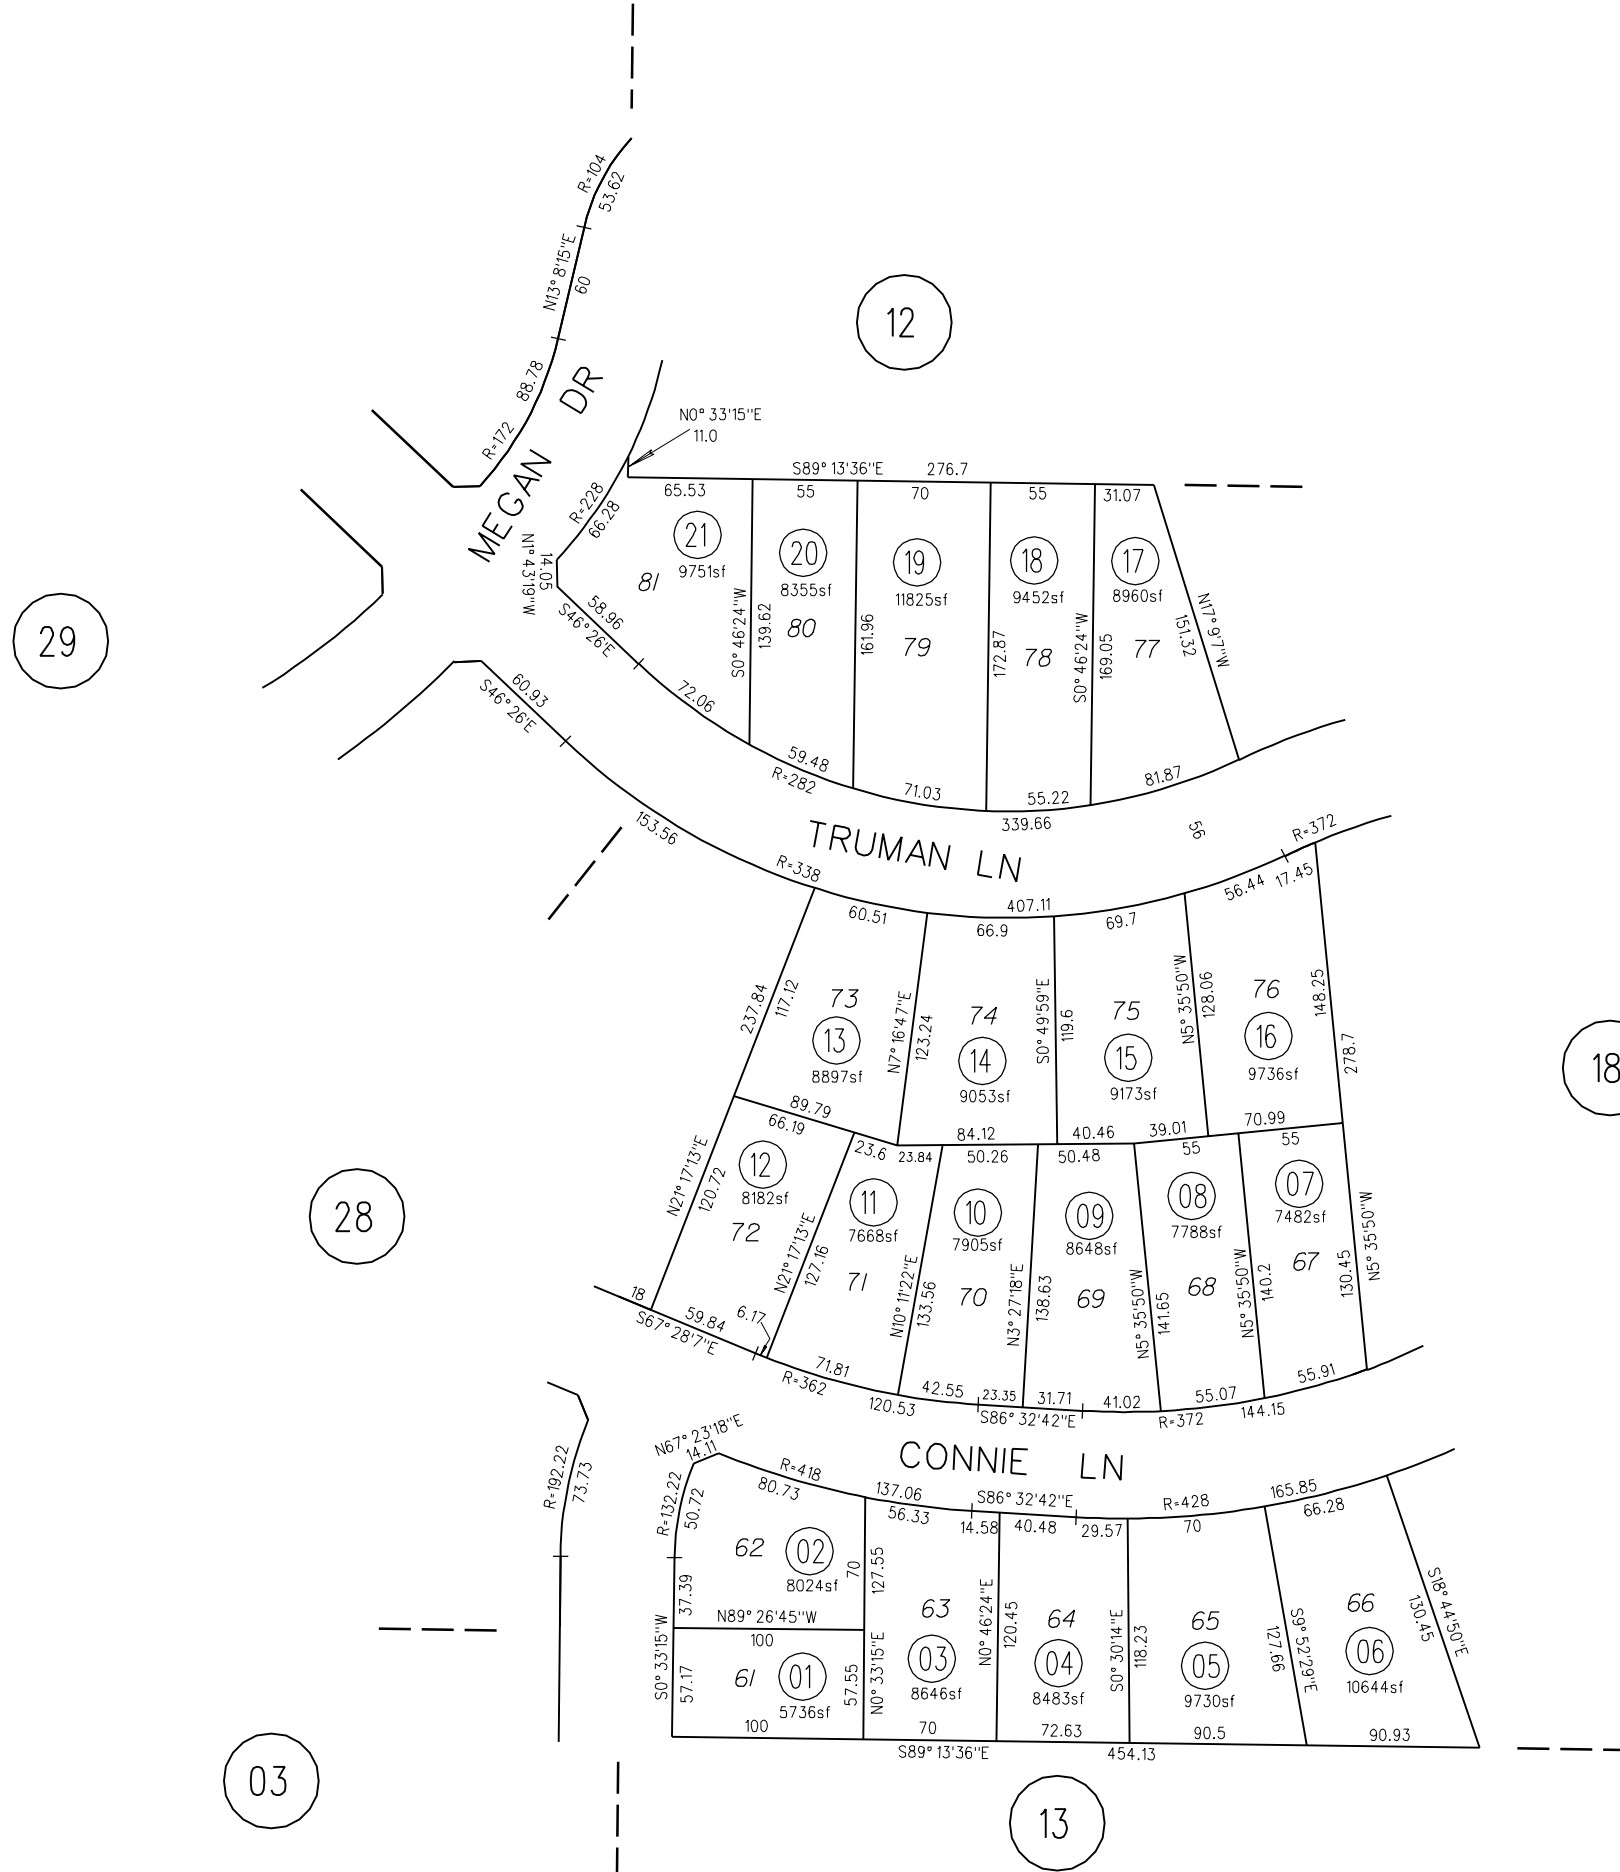 R=104
53.62
N13° 8'15"E
60
12
88.78
R=172
MEGAN DR
N0° 33'15"E
11.0
S89° 13'36"E 276.7
65.53
55
70
55
31.07
R=228
66.28
N1° 43'19"W
14.05
21
9751sf
81
20
8355sf
80
19
11825sf
79
18
9452sf
78
17
8960sf
77
S0° 46'24"W
139.62
161.96
172.87
S0° 46'24"W
169.05
N17° 9'7"W
151.32
29
58.96
S46° 26'E
72.06
60.93
S46° 26'E
59.48
R=282
71.03
55.22
339.66
81.87
153.56
TRUMAN LN
56
R=372
R=338
407.11
56.44
17.45
60.51
66.9
69.7
237.84
117.12
73
13
8897sf
N7° 16'47"E
123.24
74
14
9053sf
S0° 49'59"E
119.6
75
15
9173sf
N5° 35'50"W
128.06
76
16
9736sf
148.25
278.7
18
89.79
66.19
23.6
23.84
84.12
50.26
40.46
50.48
39.01
55
70.99
55
N21° 17'13"E
120.72
12
8182sf
72
N21° 17'13"E
127.16
11
7668sf
71
N10° 11'22"E
133.56
10
7905sf
70
N3° 27'18"E
138.63
09
8648sf
69
N5° 35'50"W
141.65
08
7788sf
68
N5° 35'50"W
140.2
07
7482sf
67
130.45
N5° 35'50"W
28
18
59.84
S67° 28'7"E
6.17
71.81
R=362
120.53
42.55
23.35
31.71
S86° 32'42"E
41.02
R=372
55.07
144.15
55.91
CONNIE LN
N67° 23'18"E
14.11
R=192.22
73.73
R=132.22
50.72
R=418
80.73
137.06
56.33
S86° 32'42"E
14.58
40.48
29.57
R=428
70
165.85
66.28
62
02
8024sf
70
127.55
37.39
N89° 26'45"W
100
S0° 33'15"W
57.17
61
01
5736sf
57.55
N0° 33'15"E
100
63
03
8646sf
N0° 46'24"E
120.45
64
04
8483sf
S0° 30'14"E
118.23
65
05
9730sf
127.66
S9° 52'29"E
66
06
10644sf
130.45
S18° 44'50"E
70
72.63
90.5
90.93
S89° 13'36"E
454.13
03
13